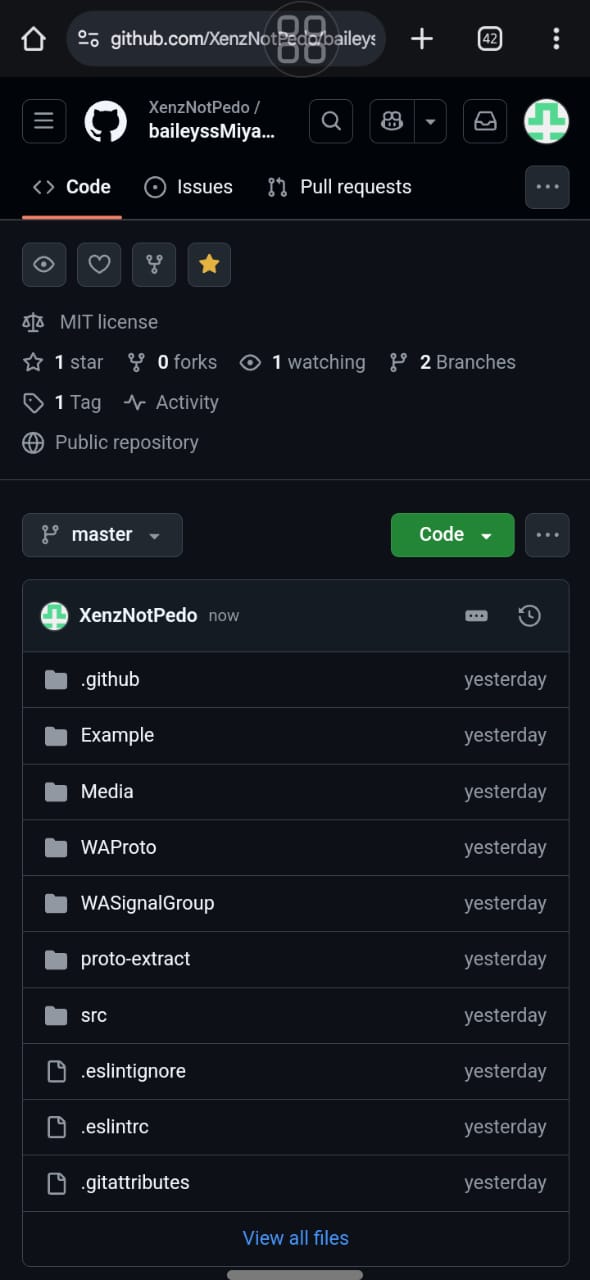 github.com/XenzNotPedo/baileys
42
XenzNotPedo /
baileyssMiya...
Code
Issues
Pull requests
MIT license
1 star
0 forks
1 watching
2 Branches
1 Tag
Activity
Public repository
master
Code
XenzNotPedo now
.github yesterday
Example yesterday
Media yesterday
WAProto yesterday
WASignalGroup yesterday
proto-extract yesterday
src yesterday
.eslintignore yesterday
.eslintrc yesterday
.gitattributes yesterday
View all files